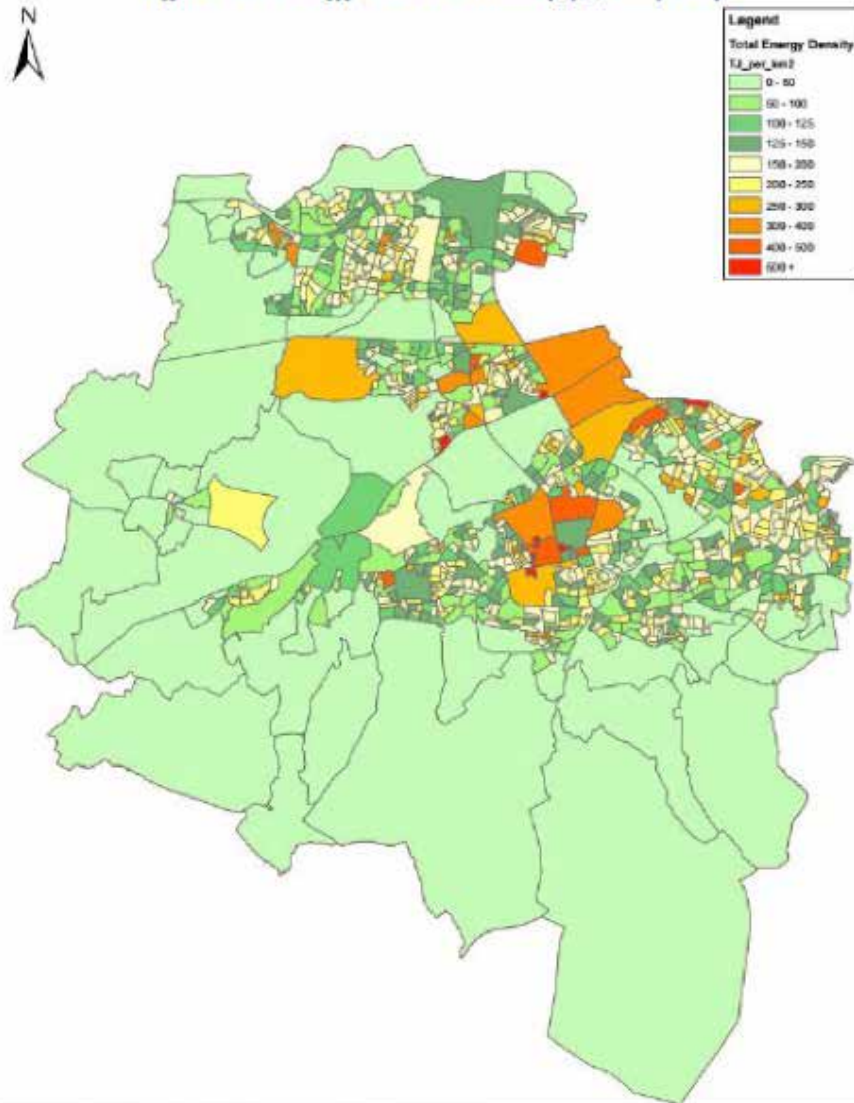 N
Legend
Total Energy Density
TJ_per_km2
0 - 50
50 - 100
100 - 125
125 - 150
150 - 200
200 - 250
250 - 300
300 - 400
400 - 500
500 +